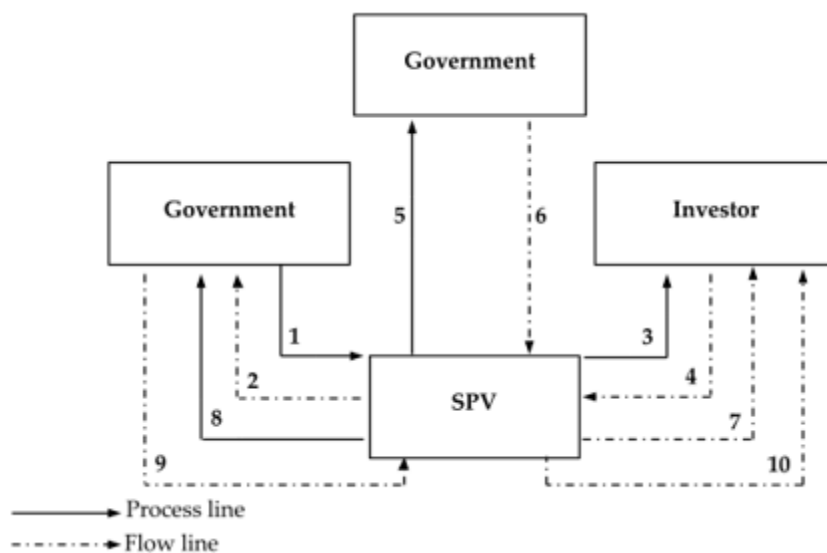 Government
Government
Investor
5
6
1
3
2
4
SPV
8
7
9
10
Process line
Flow line